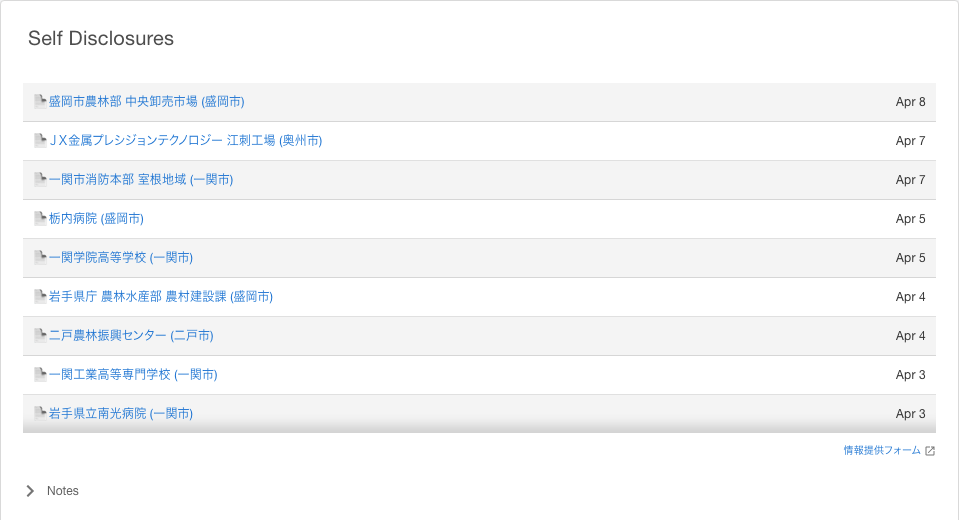 Self Disclosures
盛岡市農林部 中央卸売市場 (盛岡市) Apr 8
ＪＸ金属プレシジョンテクノロジー 江刺工場 (奥州市) Apr 7
一関市消防本部 室根地域 (一関市) Apr 7
栃内病院 (盛岡市) Apr 5
一関学院高等学校 (一関市) Apr 5
岩手県庁 農林水産部 農村建設課 (盛岡市) Apr 4
二戸農林振興センター (二戸市) Apr 4
一関工業高等専門学校 (一関市) Apr 3
岩手県立南光病院 (一関市) Apr 3
情報提供フォーム
Notes